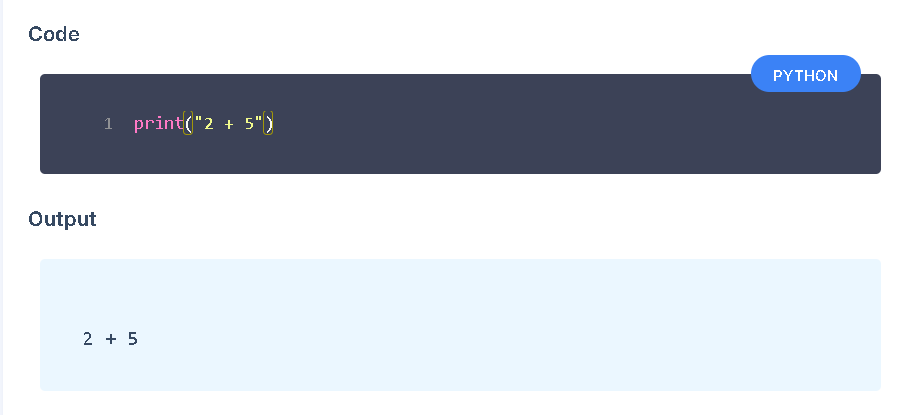 Code
PYTHON
1 print("2 + 5")
Output
2 + 5